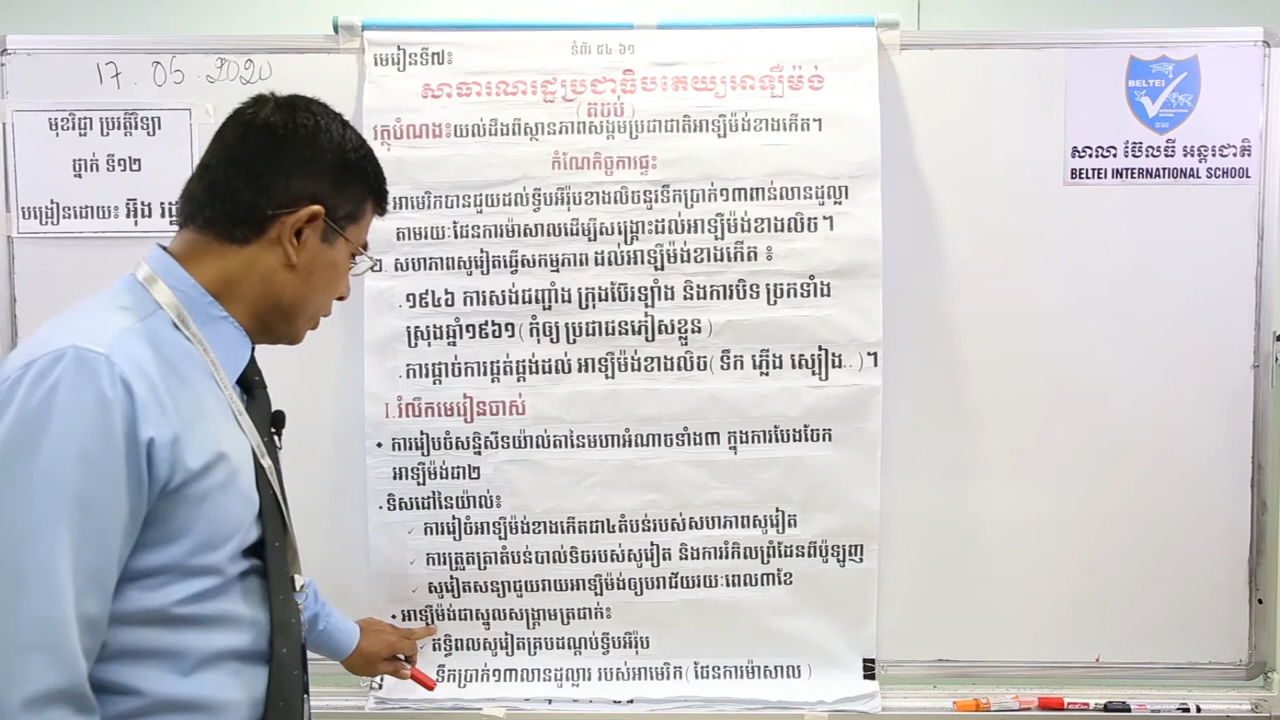 17.05.2020
មុខវិជ្ជា ប្រវត្តិវិទ្យា
ថ្នាក់ ទី១២
បង្រៀនដោយ៖ អ៊ឹង រដ្ឋ
មេរៀនទី៧៖
ទំព័រ ៥៤-៦១
សាធារណរដ្ឋប្រជាធិបតេយ្យអាឡឺម៉ង់
(តចប់)
វត្ថុបំណង៖យល់ដឹងពីស្ថានភាពសង្គមប្រជាជាតិអាឡឺម៉ង់ខាងកើត។
កំណែកិច្ចការផ្ទះ
អាមេរិកបានជួយដល់ទ្វីបអឺរ៉ុបខាងលិចនូវទឹកប្រាក់១៣ពាន់លានដូល្លា
តាមរយៈផែនការម៉ាសាលដើម្បីសង្គ្រោះដល់អាឡឺម៉ង់ខាងលិច។
២. សហភាពសូវៀតធ្វើសកម្មភាព ដល់អាឡឺម៉ង់ខាងកើត ៖
.១៩៤៦ ការសង់ជញ្ជាំង ក្រុងប៊ែរឡាំង និងការបិទ ច្រកទាំង
ស្រុងឆ្នាំ១៩៦១( កុំឲ្យ ប្រជាជនភៀសខ្លួន )
.ការផ្តាច់ការផ្គត់ផ្គង់ដល់ អាឡឺម៉ង់ខាងលិច( ទឹក ភ្លើង ស្បៀង..)។
I.រំលឹកមេរៀនចាស់
• ការរៀបចំសន្និសីទយ៉ាល់តានៃមហាអំណាចទាំង៣ ក្នុងការបែងចែក
អាឡឺម៉ង់ជា២
.ទិសដៅនៃយ៉ាល់៖
✓ ការរៀចំអាឡឺម៉ង់ខាងកើតជា៤តំបន់របស់សហភាពសូវៀត
✓ ការត្រួតត្រាតំបន់បាល់ទិចរបស់សូវៀត និងការរំកិលព្រំដែនពីប៉ូឡូញ
✓ សូវៀតសន្យាជួយវាយអាឡឺម៉ង់ឲ្យបរាជ័យរយៈពេល៣ខែ
•អាឡឺម៉ង់ជាស្នូលសង្គ្រាមត្រជាក់៖
✓ឥទ្ធិពលសូវៀតគ្របដណ្តប់ទ្វីបអឺរ៉ុប
ទឹកប្រាក់១៣លានដូល្លារ របស់អាមេរិក( ផែនការម៉ាសាល )
BELTEI
INTERNATIONAL
SCHOOL
សាលា ប៊ែលធី អន្តរជាតិ
BELTEI INTERNATIONAL SCHOOL